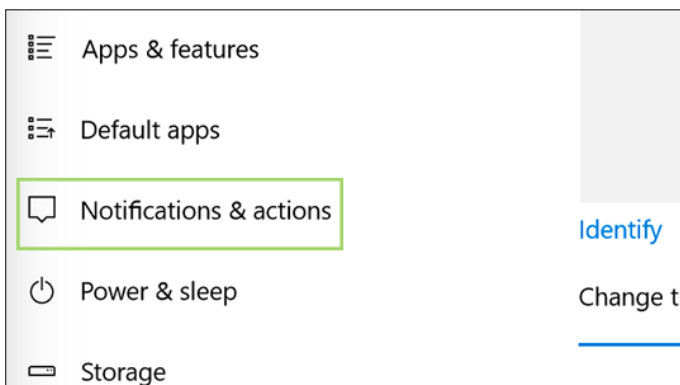 Apps & features
Default apps
Notifications & actions
Power & sleep
Storage
Identify
Change t